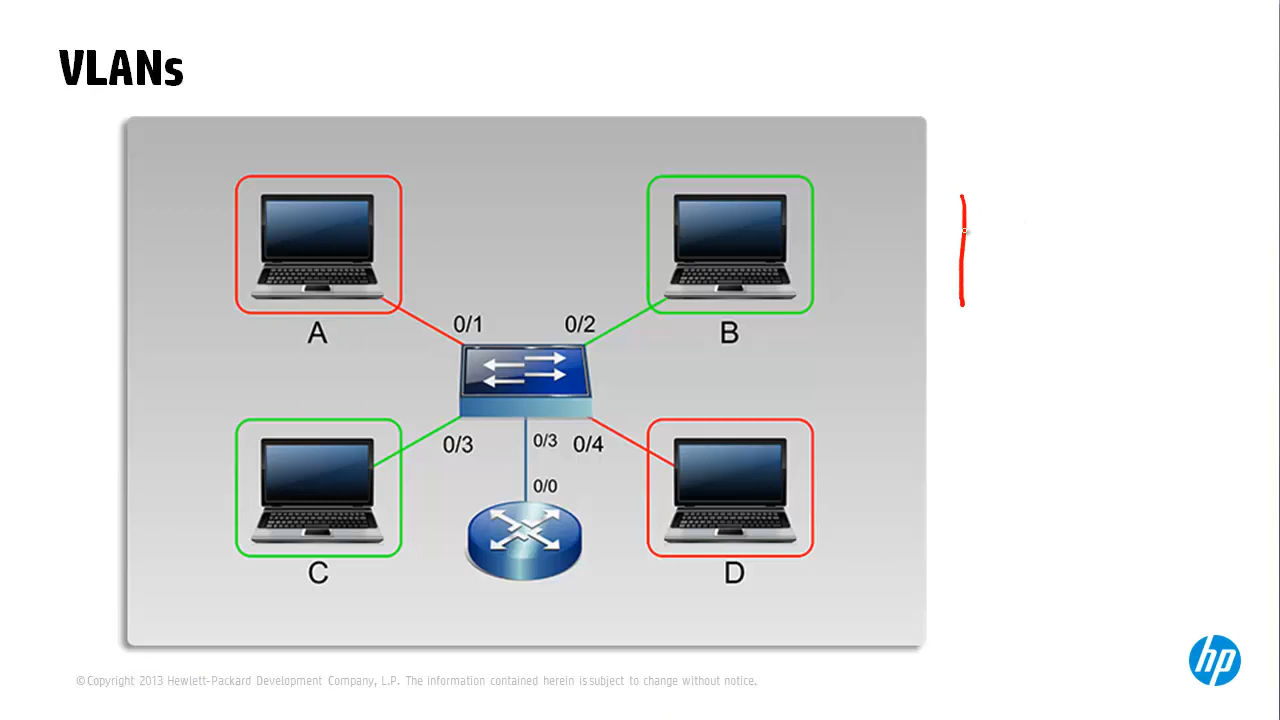 VLANs
A
B
0/1
0/2
0/3
0/3
0/4
0/0
C
D
hp
©Copyright 2013 Hewlett-Packard Development Company, L.P. The information contained herein is subject to change without notice.